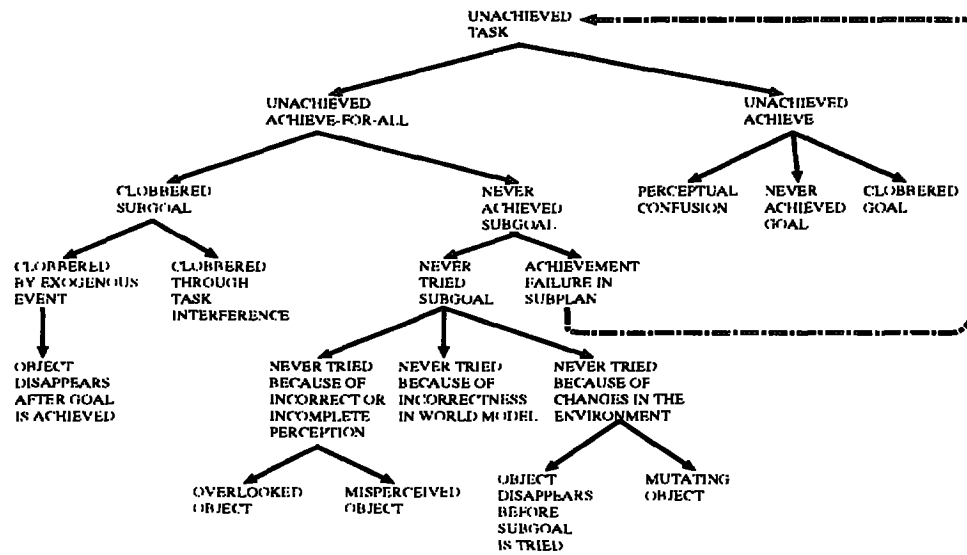 UNACHIEVED
TASK
UNACHIEVED
ACHIEVE-FOR-ALL
UNACHIEVED
ACHIEVE
CLOBBERED
SUBGOAL
NEVER
ACHIEVED
SUBGOAL
PERCEPTUAL
CONFUSION
NEVER
ACHIEVED
GOAL
CLOBBERED
GOAL
CLOBBERED
BY EXOGENOUS
EVENT
CLOBBERED
THROUGH
TASK
INTERFERENCE
NEVER
TRIED
SUBGOAL
ACHIEVEMENT
FAILURE IN
SUBPLAN
OBJECT
DISAPPEARS
AFTER GOAL
IS ACHIEVED
NEVER TRIED
BECAUSE OF
INCORRECT OR
INCOMPLETE
PERCEPTION
NEVER TRIED
BECAUSE OF
INCORRECTNESS
IN WORLD MODEL
NEVER TRIED
BECAUSE OF
CHANGES IN THE
ENVIRONMENT
OVERLOOKED
OBJECT
MISPERCEIVED
OBJECT
OBJECT
DISAPPEARS
BEFORE
SUBGOAL
IS TRIED
MUTATING
OBJECT